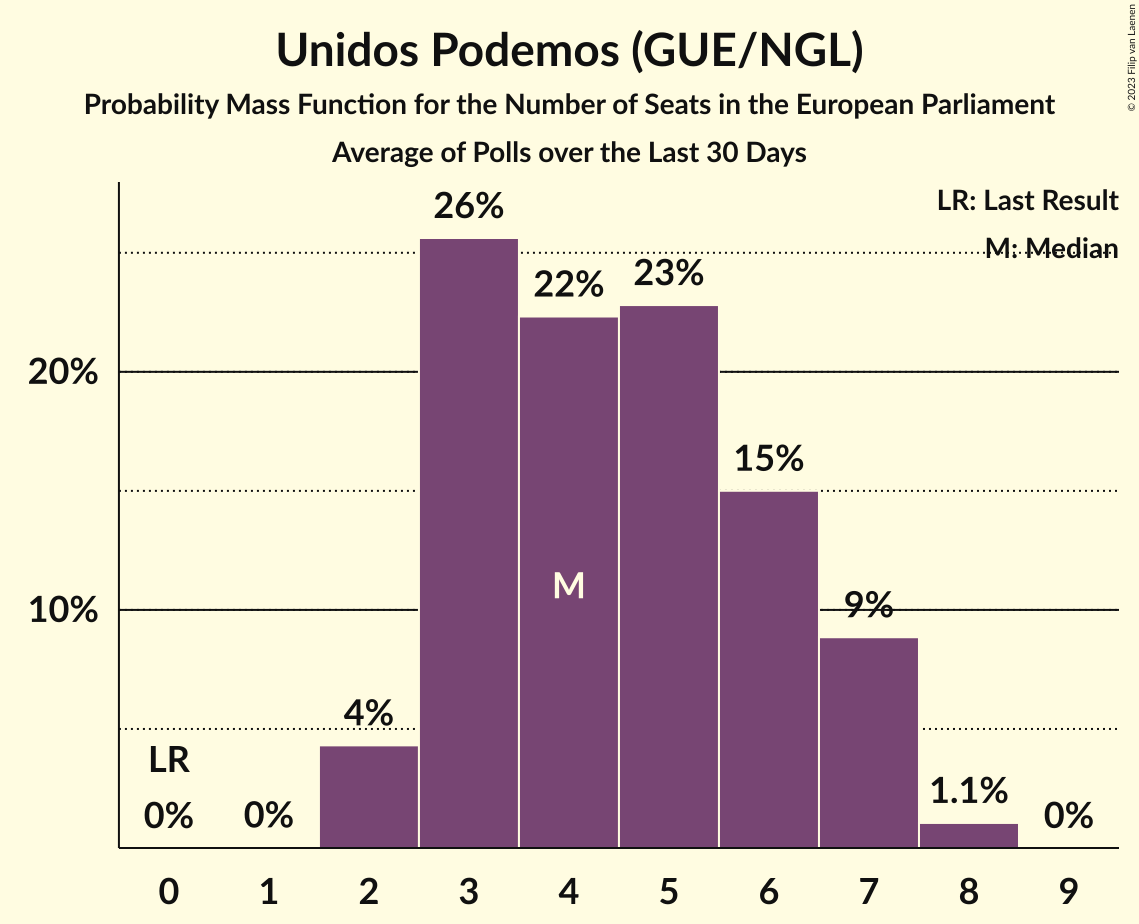 Unidos Podemos (GUE/NGL)
Probability Mass Function for the Number of Seats in the European Parliament
Average of Polls over the Last 30 Days
© 2023 Filip van Laenen
LR: Last Result
M: Median
26%
22%
23%
20%
15%
M
10%
9%
4%
LR
0%
0%
1.1%
0%
0 1 2 3 4 5 6 7 8 9